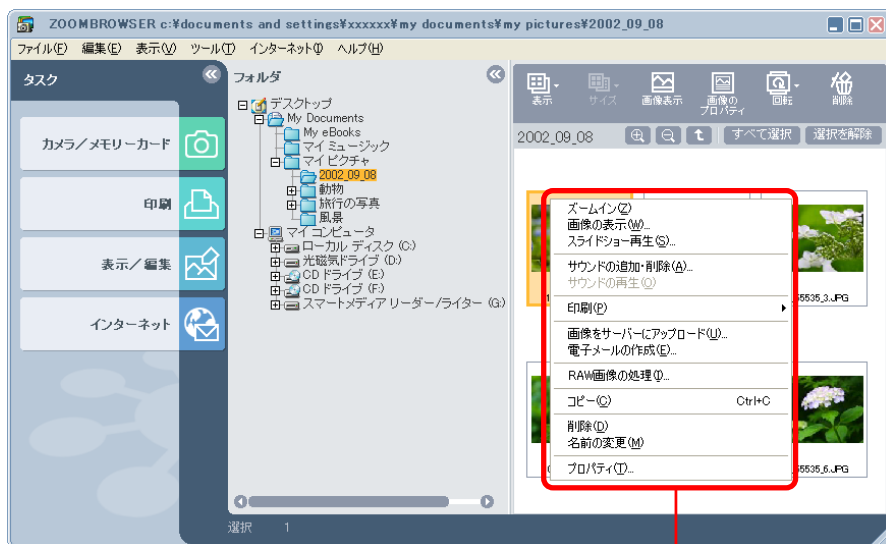 ZOOMBROWSER c:¥documents and settings¥xxxxxx¥my documents¥my pictures¥2002_09_08
ファイル(F) 編集(E) 表示(V) ツール(T) インターネット(I) ヘルプ(H)
タスク
カメラ/メモリーカード
印刷
表示/編集
インターネット
フォルダ
デスクトップ
My Documents
My eBooks
マイ ミュージック
マイ ピクチャ
2002_09_08
動物
旅行の写真
風景
マイ コンピュータ
ローカル ディスク (C:)
光磁気ドライブ (D:)
CD ドライブ (E:)
CD ドライブ (F:)
スマートメディア リーダー/ライター (G:)
表示 サイズ 画像表示 画像の 回転 削除
プロパティ
2002_09_08 すべて選択 選択を解除
ズームイン(Z)
画像の表示(W)...
スライドショー再生(S)...
サウンドの追加・削除(A)...
サウンドの再生(O)
印刷(P)
画像をサーバーにアップロード(U)...
電子メールの作成(E)...
RAW画像の処理(I)...
コピー(C) Ctrl+C
削除(D)
名前の変更(M)
プロパティ(T)...
5535_3.JPG
55535_6.JPG
選択 1